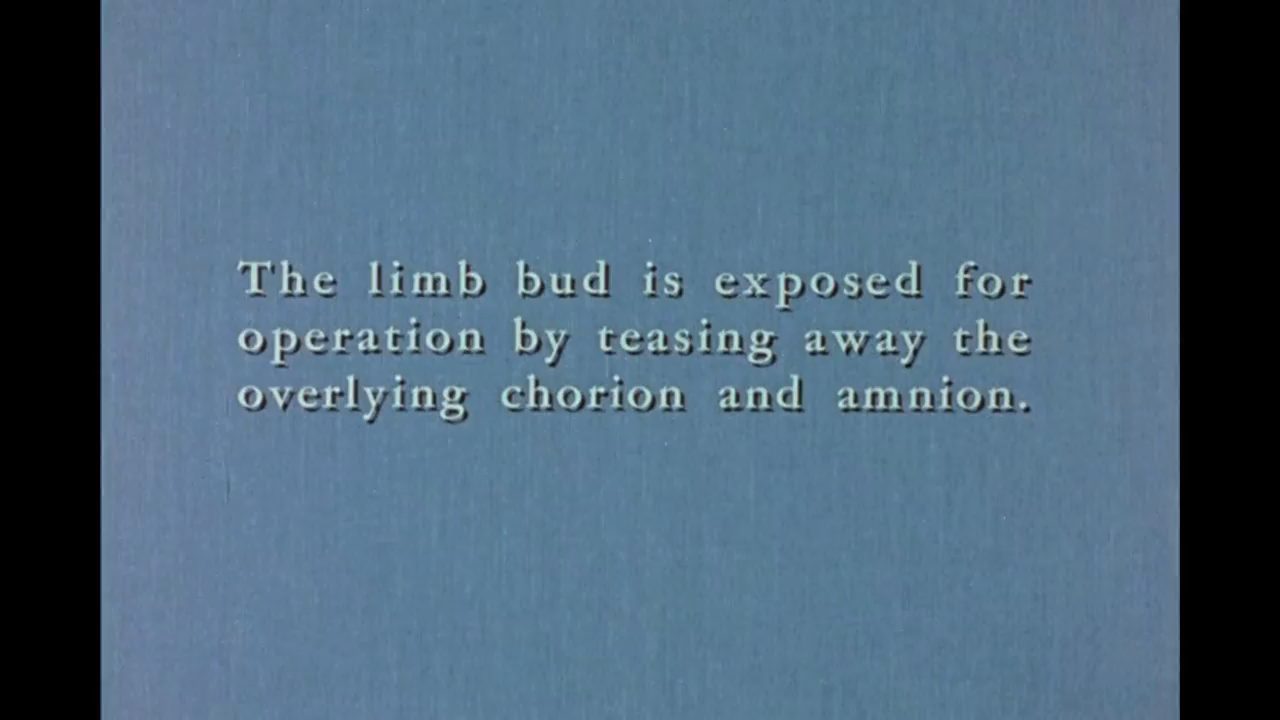 The limb bud is exposed for
operation by teasing away the
overlying chorion and amnion.